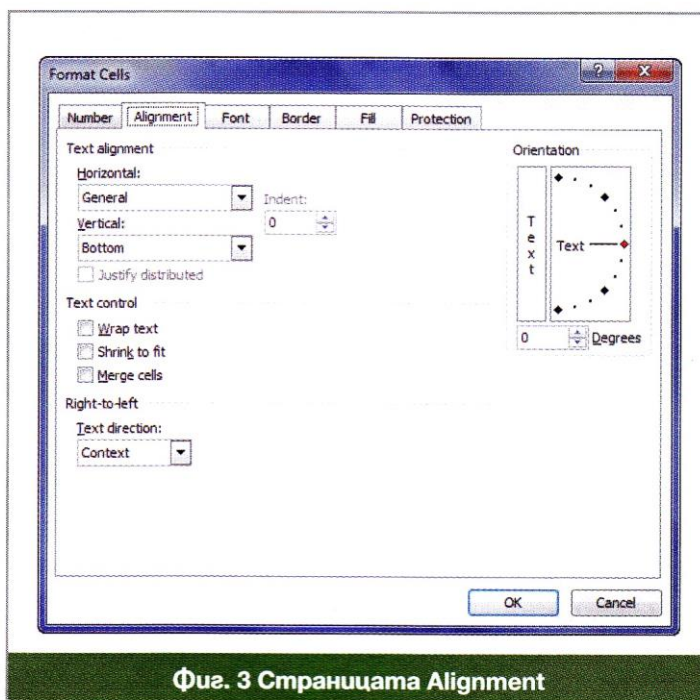 Format Cells
Number Alignment Font Border Fill Protection
Text alignment
Horizontal:
General
Indent:
0
Vertical:
Bottom
Justify distributed
Text control
Wrap text
Shrink to fit
Merge cells
Right-to-left
Text direction:
Context
Orientation
Text
Text
0 Degrees
OK Cancel
Фиг. 3 Страницата Alignment